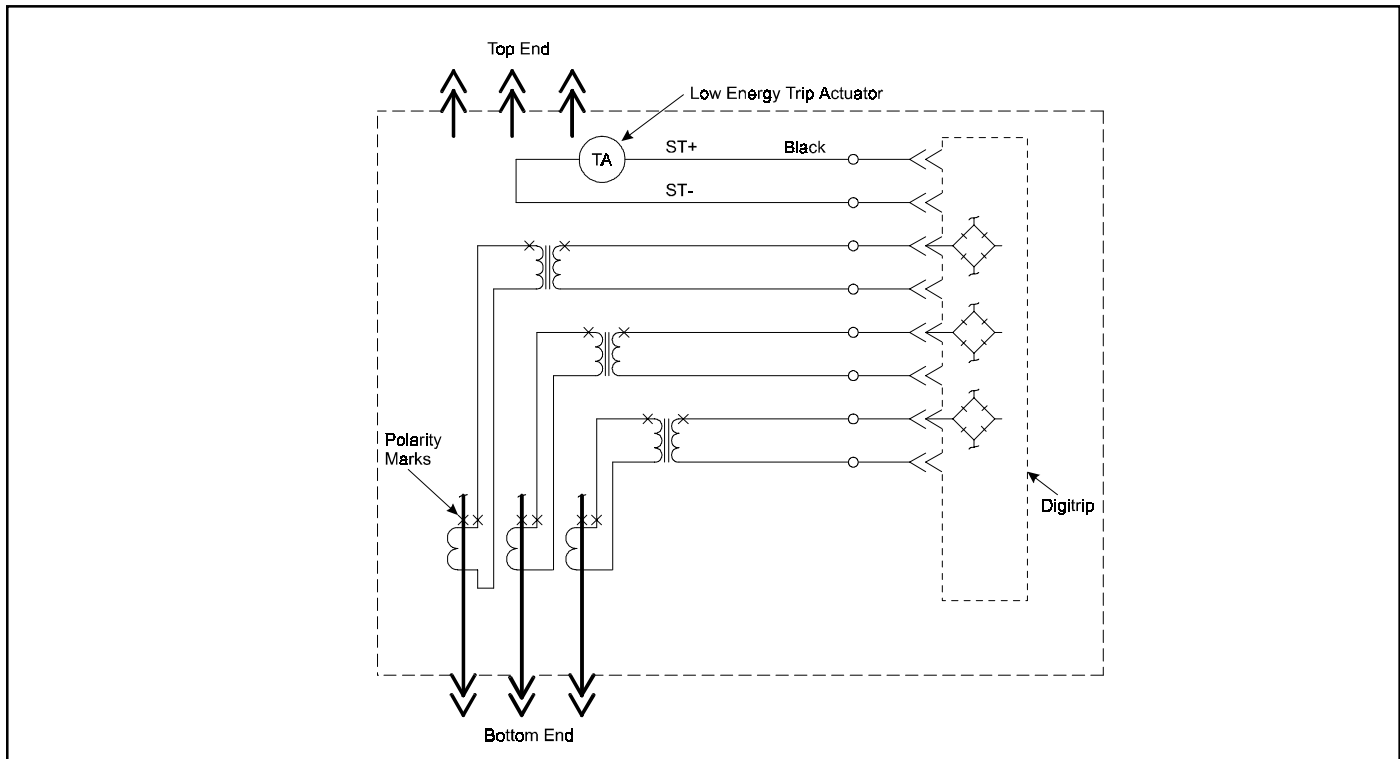 Top End
Low Energy Trip Actuator
TA
ST+
Black
ST-
Polarity
Marks
Digitrip
Bottom End